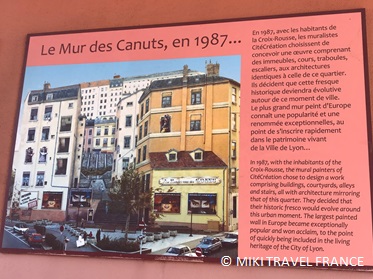 Le Mur des Canuts, en 1987...
En 1987, avec les habitants de
la Croix-Rousse, les muralistes
CitéCréation choisissent de
concevoir une œuvre comprenant
des immeubles, cours, traboules,
escaliers, aux architectures
identiques à celle de ce quartier.
Ils décident que cette fresque
historique deviendra évolutive
autour de ce moment de ville.
Le plus grand mur peint d'Europe
connaît une popularité et une
renommée exceptionnelles, au
point de s'inscrire rapidement
dans le patrimoine vivant
de la Ville de Lyon...
In 1987, with the inhabitants of the
Croix-Rousse, the mural painters of
CitéCréation chose to design a work
comprising buildings, courtyards, alleys
and stairs, all with architecture mirroring
that of this quarter. They decided that
their historic fresco would evolve around
this urban moment. The largest painted
wall in Europe became exceptionally
popular and won acclaim, to the point
of quickly being included in the living
heritage of the City of Lyon.
© MIKI TRAVEL FRANCE